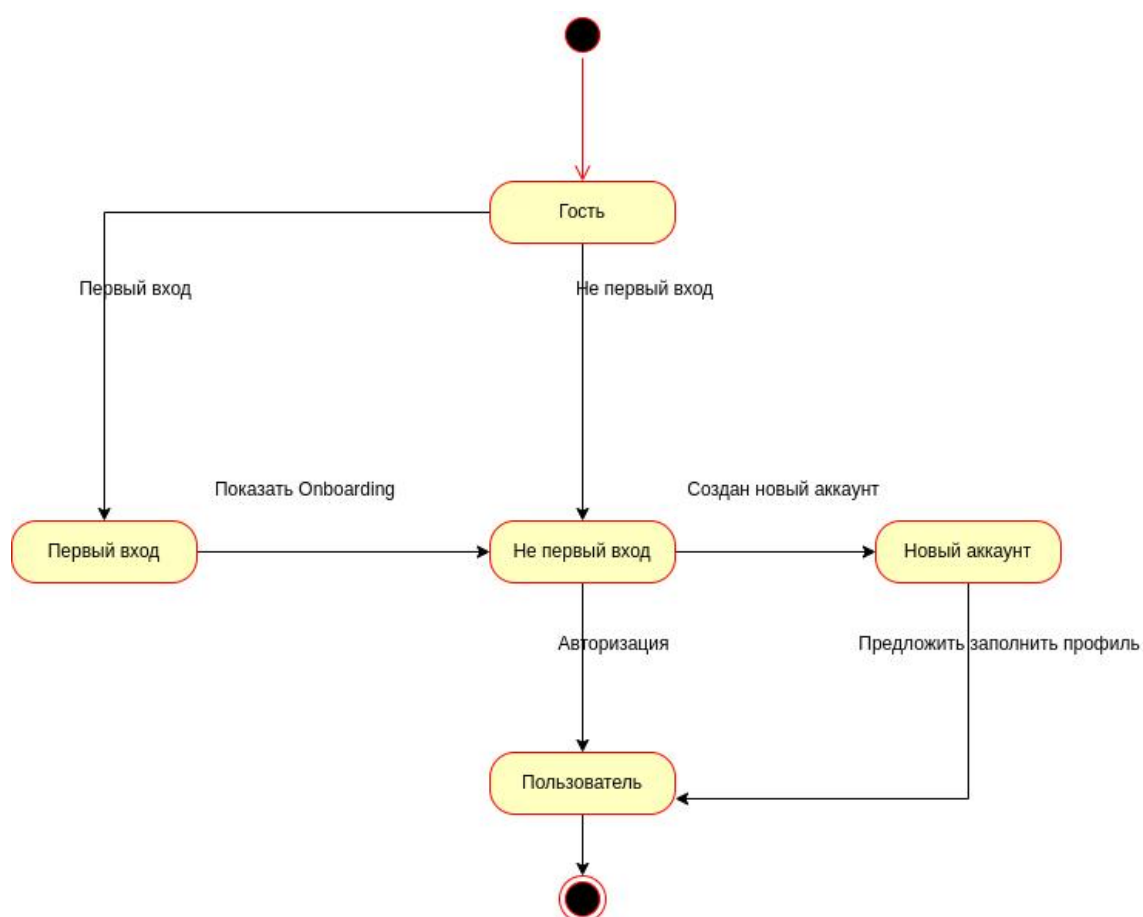 Гость
Первый вход
Не первый вход
Показать Onboarding
Создан новый аккаунт
Первый вход
Не первый вход
Новый аккаунт
Авторизация
Предложить заполнить профиль
Пользователь